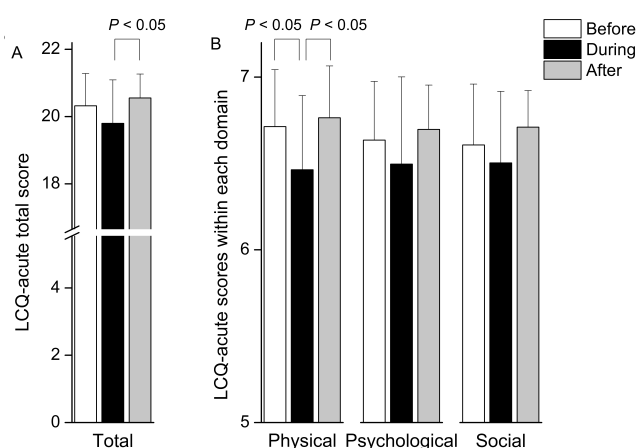 P < 0.05
P < 0.05
P < 0.05
Before
During
After
A
B
22
20
18
4
2
0
LCQ-acute total score
Total
7
6
5
LCQ-acute scores within each domain
Physical
Psychological
Social